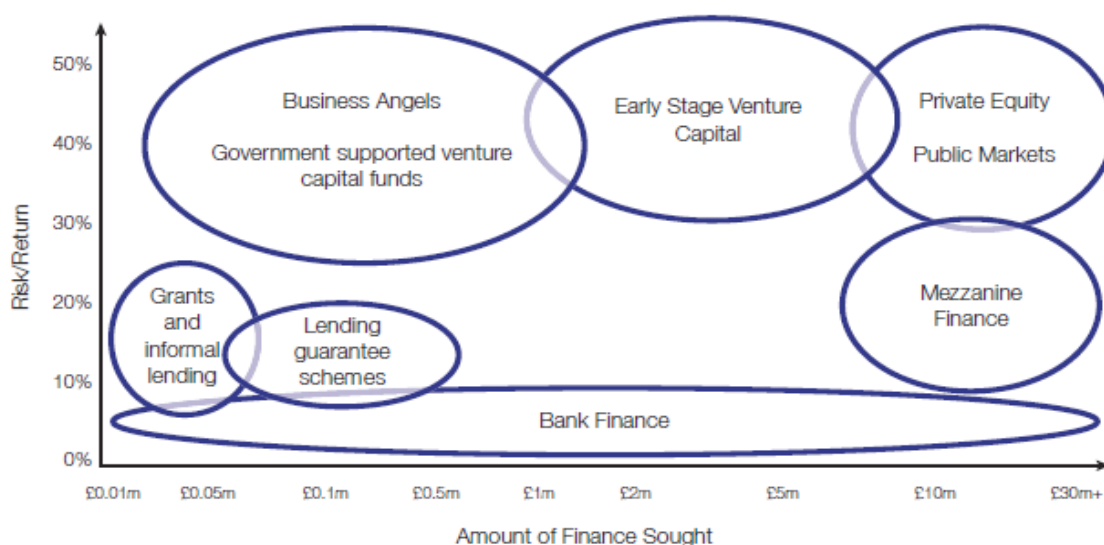 50%
40%
30%
20%
10%
0%
Risk/Return
Business Angels
Government supported venture
capital funds
Early Stage Venture
Capital
Private Equity
Public Markets
Grants
and
informal
lending
Lending
guarantee
schemes
Mezzanine
Finance
Bank Finance
£0.01m £0.05m £0.1m £0.5m £1m £2m £5m £10m £30m+
Amount of Finance Sought